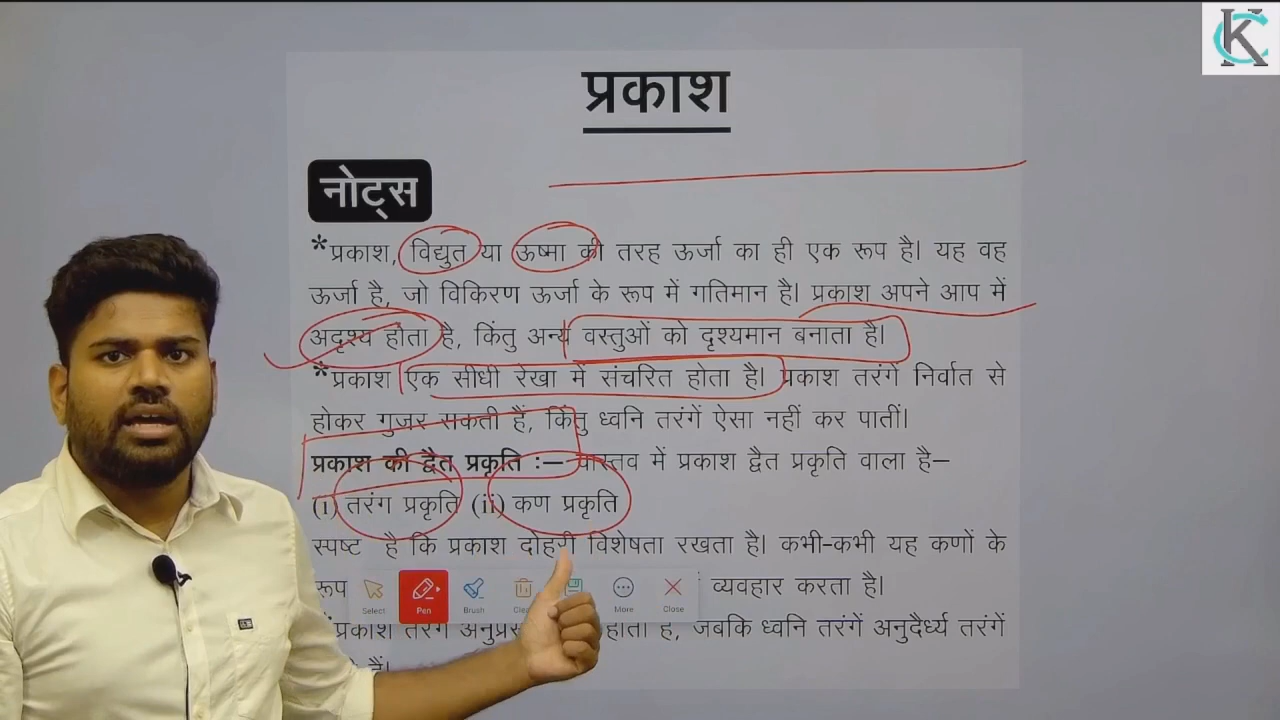 KC
प्रकाश
नोट्स
*प्रकाश, विद्युत या ऊष्मा की तरह ऊर्जा का ही एक रूप है। यह वह
ऊर्जा है, जो विकिरण ऊर्जा के रूप में गतिमान है। प्रकाश अपने आप में
अदृश्य होता है, किंतु अन्य वस्तुओं को दृश्यमान बनाता है।
*प्रकाश एक सीधी रेखा में संचरित होता है। प्रकाश तरंगें निर्वात से
होकर गुजर सकती हैं, किंतु ध्वनि तरंगें ऐसा नहीं कर पातीं।
प्रकाश की द्वैत प्रकृति :– वास्तव में प्रकाश द्वैत प्रकृति वाला है–
(i) तरंग प्रकृति (ii) कण प्रकृति
स्पष्ट है कि प्रकाश दोहरी विशेषता रखता है। कभी-कभी यह कणों के
रूप व्यवहार करता है।
Select Pen Brush More Close
प्रकाश तरंगें होती हैं, जबकि ध्वनि तरंगें अनुदैर्ध्य तरंगें
हैं।